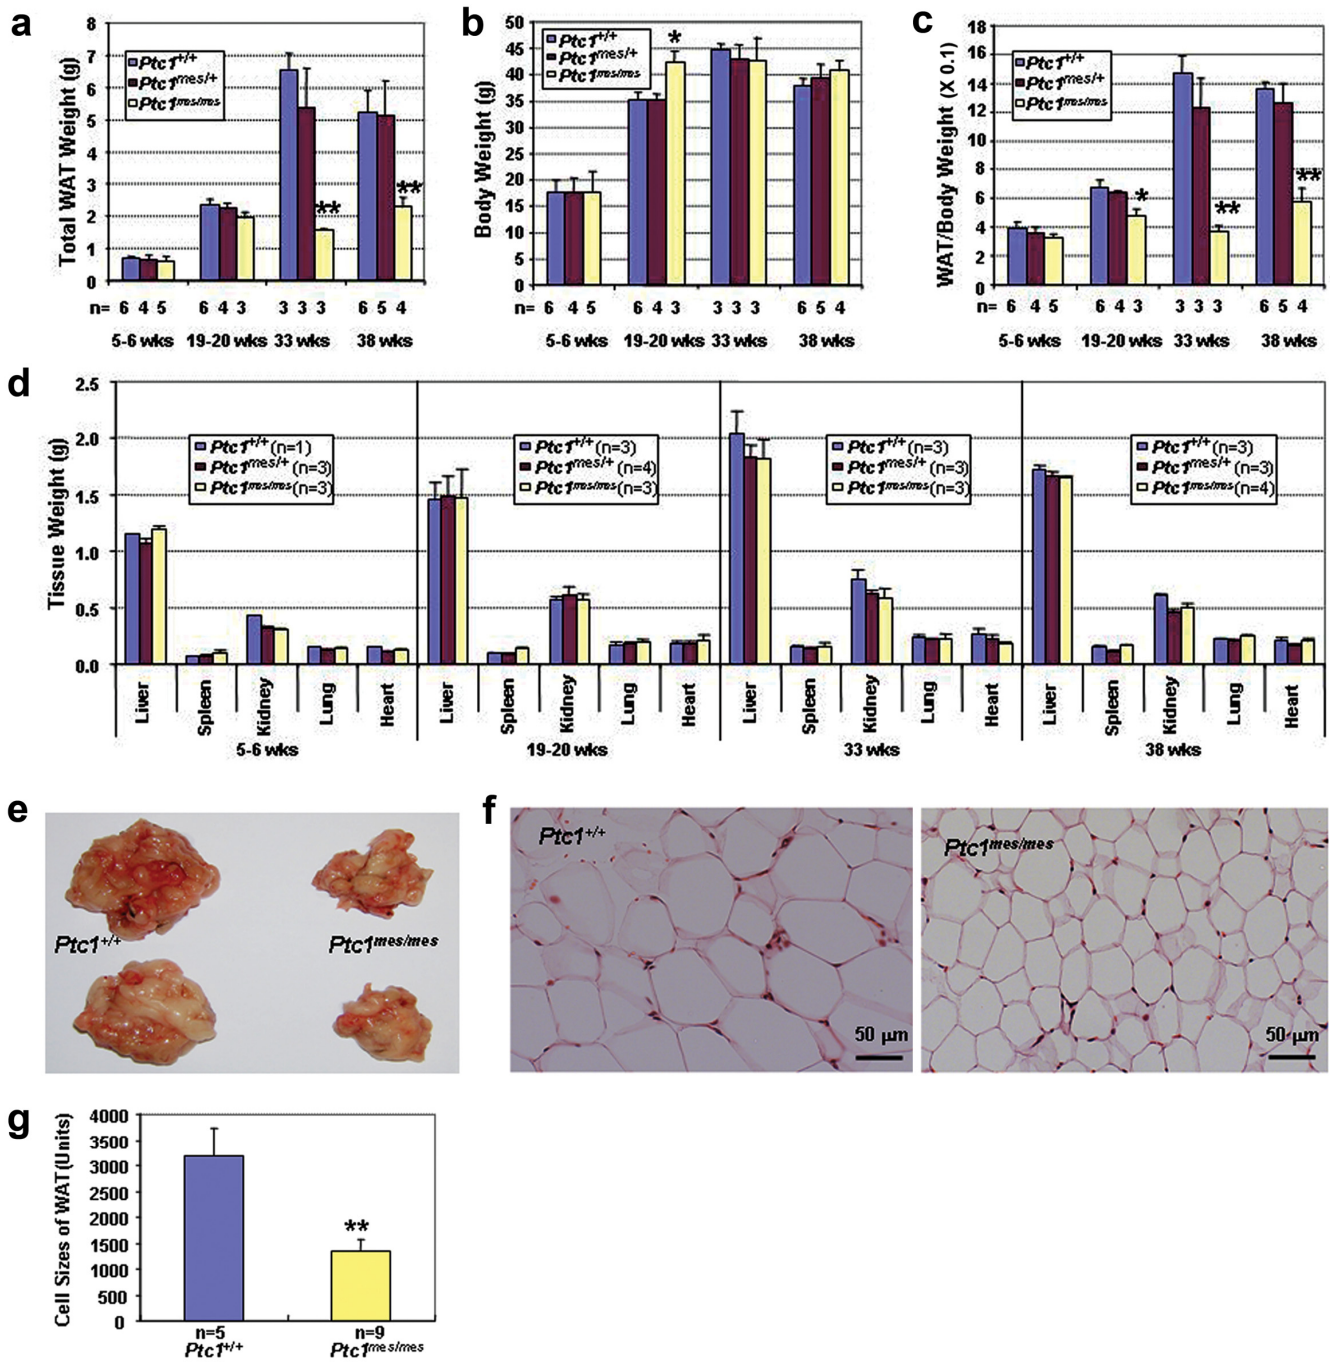 a
Total WAT Weight (g)
8
7
6
5
4
3
2
1
0
Ptc1+/+
Ptc1mes/+
Ptc1mes/mes
**
**
n= 6 4 5 6 4 3 3 3 3 6 5 4
5-6 wks 19-20 wks 33 wks 38 wks
b
Body Weight (g)
50
45
40
35
30
25
20
15
10
5
0
Ptc1+/+
Ptc1mes/+
Ptc1mes/mes
*
n= 6 4 5 6 4 3 3 3 3 6 5 4
5-6 wks 19-20 wks 33 wks 38 wks
c
WAT/Body Weight (X 0.1)
18
16
14
12
10
8
6
4
2
0
Ptc1+/+
Ptc1mes/+
Ptc1mes/mes
*
**
**
n= 6 4 5 6 4 3 3 3 3 6 5 4
5-6 wks 19-20 wks 33 wks 38 wks
d
Tissue Weight (g)
2.5
2.0
1.5
1.0
0.5
0.0
Ptc1+/+ (n=1)
Ptc1mes/+ (n=3)
Ptc1mes/mes (n=3)
Ptc1+/+ (n=3)
Ptc1mes/+ (n=4)
Ptc1mes/mes (n=3)
Ptc1+/+ (n=3)
Ptc1mes/+ (n=3)
Ptc1mes/mes (n=3)
Ptc1+/+ (n=3)
Ptc1mes/+ (n=3)
Ptc1mes/mes (n=4)
Liver Spleen Kidney Lung Heart Liver Spleen Kidney Lung Heart Liver Spleen Kidney Lung Heart Liver Spleen Kidney Lung Heart
5-6 wks 19-20 wks 33 wks 38 wks
e
Ptc1+/+ Ptc1mes/mes
f
Ptc1+/+
50 µm
Ptc1mes/mes
50 µm
g
Cell Sizes of WAT (Units)
4000
3500
3000
2500
2000
1500
1000
500
0
**
n=5 n=9
Ptc1+/+ Ptc1mes/mes